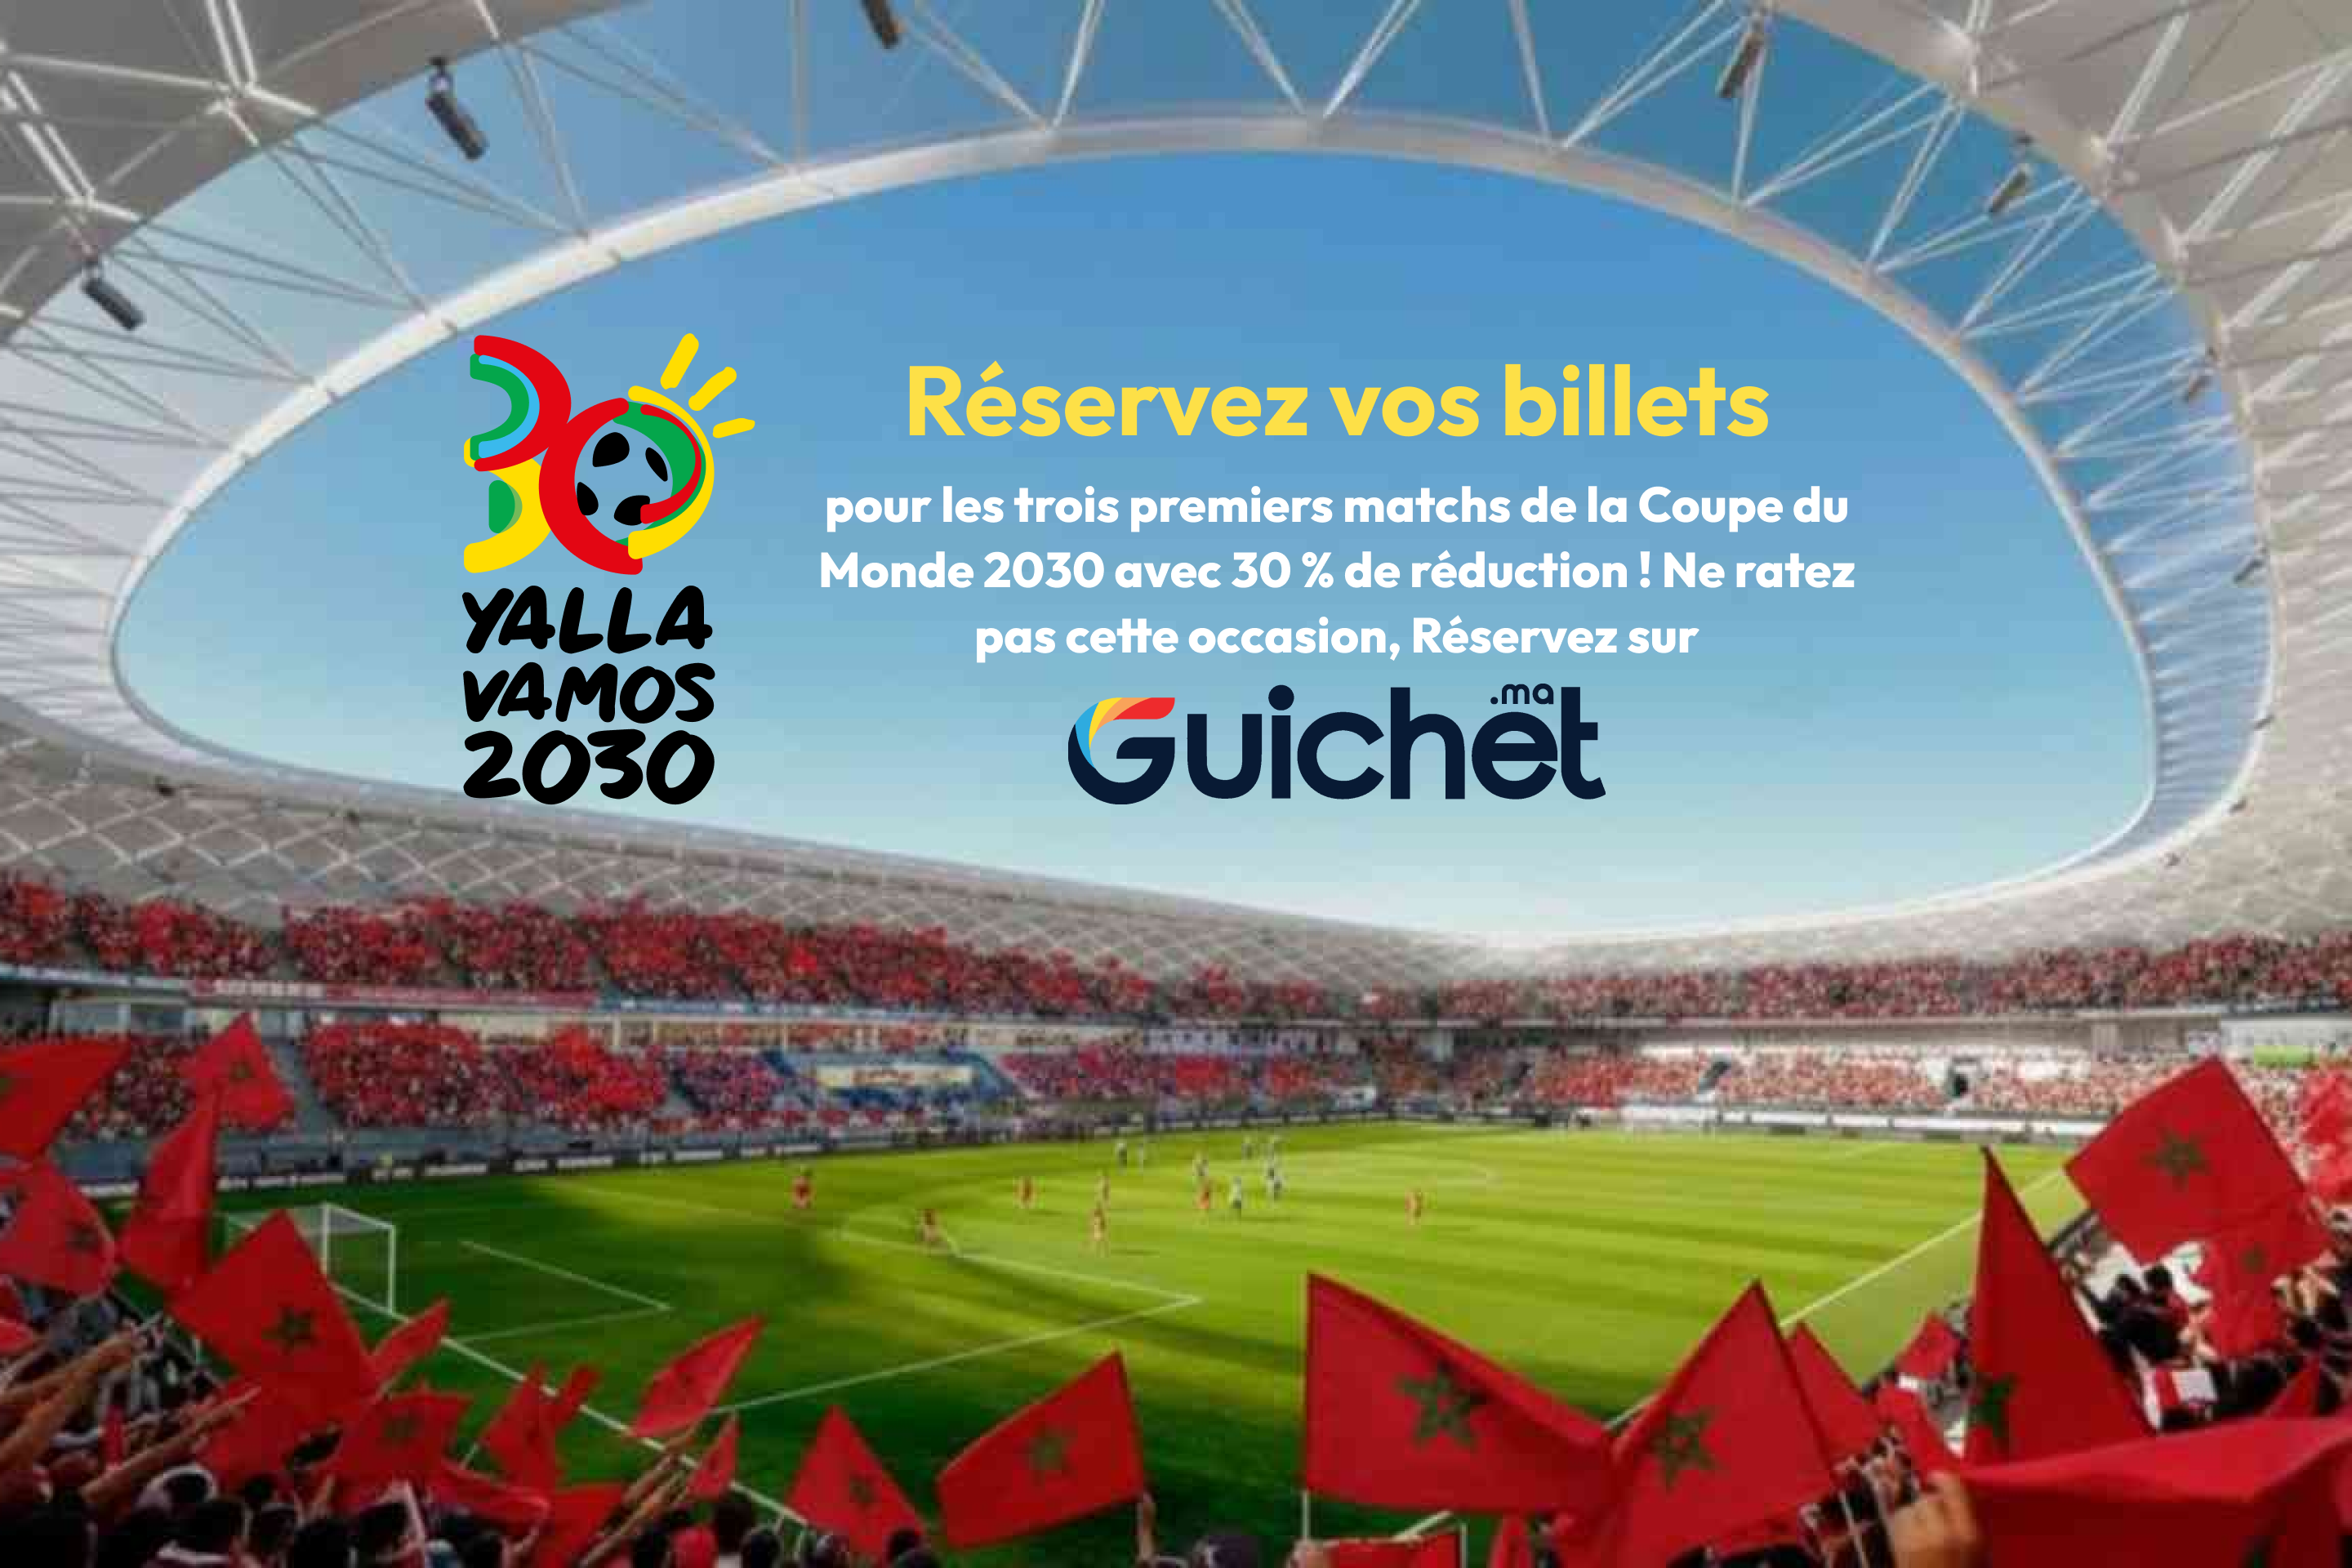 YALLA
VAMOS
2030
Réservez vos billets
pour les trois premiers matchs de la Coupe du
Monde 2030 avec 30 % de réduction ! Ne ratez
pas cette occasion, Réservez sur
Guichet.ma